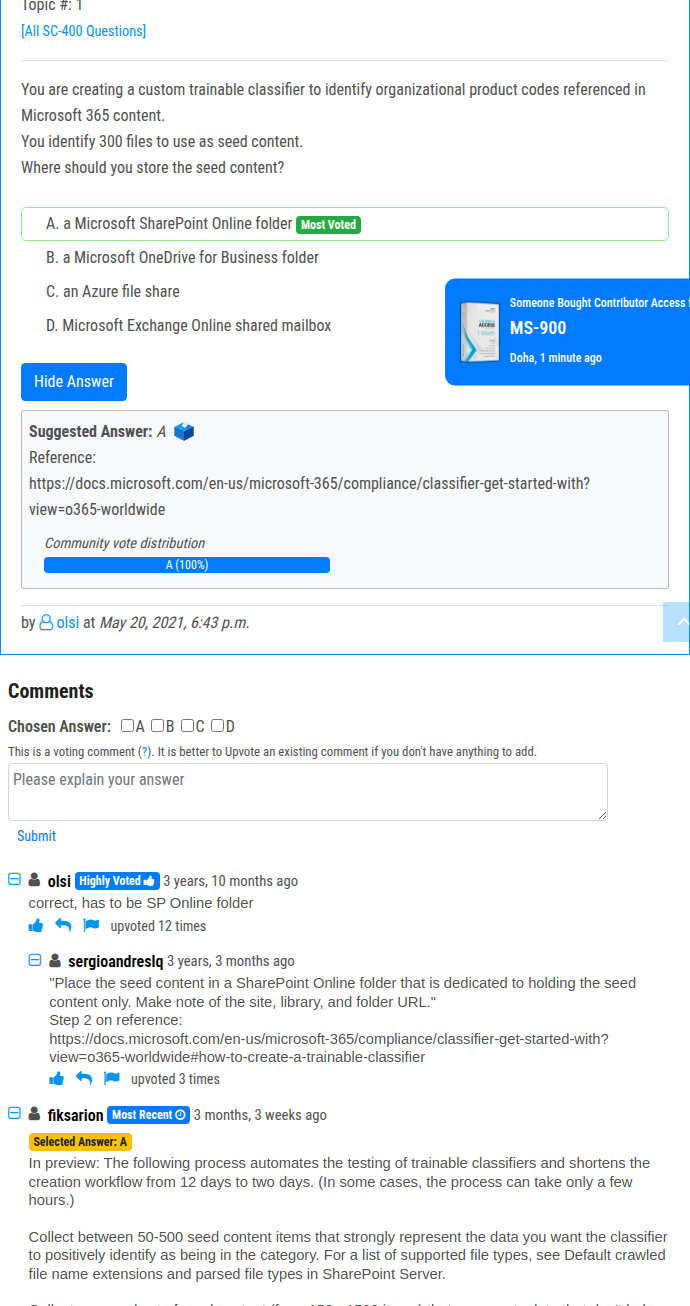 Topic #: 1
[All SC-400 Questions]
You are creating a custom trainable classifier to identify organizational product codes referenced in
Microsoft 365 content.
You identify 300 files to use as seed content.
Where should you store the seed content?
A. a Microsoft SharePoint Online folder Most Voted
B. a Microsoft OneDrive for Business folder
C. an Azure file share
D. Microsoft Exchange Online shared mailbox
Someone Bought Contributor Access
MS-900
Doha, 1 minute ago
Hide Answer
Suggested Answer: A
Reference:
https://docs.microsoft.com/en-us/microsoft-365/compliance/classifier-get-started-with?
view=o365-worldwide
Community vote distribution
A (100%)
by olsi at May 20, 2021, 6:43 p.m.
Comments
Chosen Answer: A B C D
This is a voting comment (?). It is better to Upvote an existing comment if you don't have anything to add.
Please explain your answer
Submit
olsi Highly Voted 3 years, 10 months ago
correct, has to be SP Online folder
upvoted 12 times
sergioandreslq 3 years, 3 months ago
"Place the seed content in a SharePoint Online folder that is dedicated to holding the seed
content only. Make note of the site, library, and folder URL."
Step 2 on reference:
https://docs.microsoft.com/en-us/microsoft-365/compliance/classifier-get-started-with?
view=o365-worldwide#how-to-create-a-trainable-classifier
upvoted 3 times
fiksarion Most Recent 3 months, 3 weeks ago
Selected Answer: A
In preview: The following process automates the testing of trainable classifiers and shortens the
creation workflow from 12 days to two days. (In some cases, the process can take only a few
hours.)
Collect between 50-500 seed content items that strongly represent the data you want the classifier
to positively identify as being in the category. For a list of supported file types, see Default crawled
file name extensions and parsed file types in SharePoint Server.